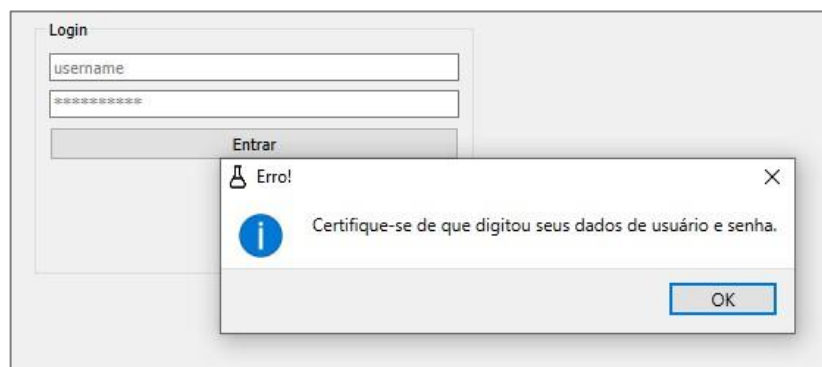 Login
username
**********
Entrar
Erro!
Certifique-se de que digitou seus dados de usuário e senha.
OK